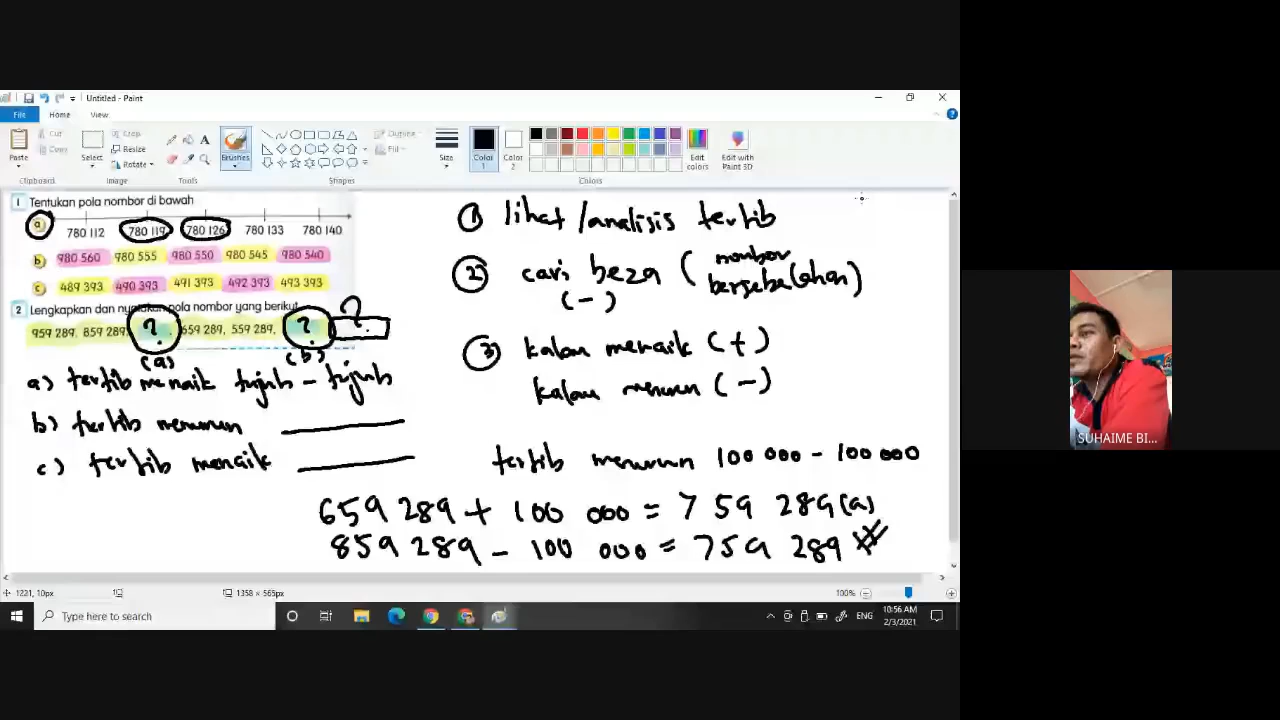 Untitled - Paint
File Home View
Paste Cut Copy Clipboard
Select Crop Resize Rotate Image
Tools
Brushes
Outline Fill Shapes
Size
Color 1 Color 2 Edit colors Edit with Paint 3D Colors
1 Tentukan pola nombor di bawah
a) 780 112 780 119 780 126 780 133 780 140
b) 980 560 980 555 980 550 980 545 980 540
c) 489 393 490 393 491 393 492 393 493 393
2 Lengkapkan dan nyatakan pola nombor yang berikut.
959 289, 859 289, ? , 659 289, 559 289, ? ?
(a) (b)
a) tertib menaik tujuh - tujuh
b) tertib menurun
c) tertib menaik
① lihat/analisis tertib
② cari beza (nombor bersebelahan)
(-)
③ kalau menaik (+)
kalau menurun (-)
tertib menurun 100 000 - 100 000
659 289 + 100 000 = 759 289 (a)
859 289 - 100 000 = 759 289 #
SUHAIME BI...
1221, 10px 1358 × 565px 100%
Type here to search
ENG
10:56 AM
2/3/2021